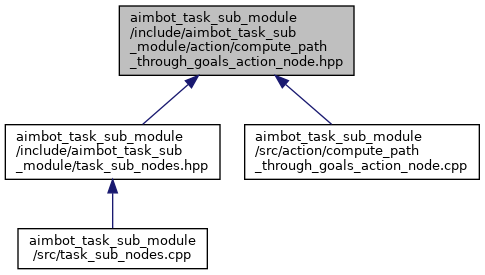 aimbot_task_sub_module
/include/aimbot_task_sub
_module/action/compute_path
_through_goals_action_node.hpp
aimbot_task_sub_module
/include/aimbot_task_sub
_module/task_sub_nodes.hpp
aimbot_task_sub_module
/src/action/compute_path
_through_goals_action_node.cpp
aimbot_task_sub_module
/src/task_sub_nodes.cpp